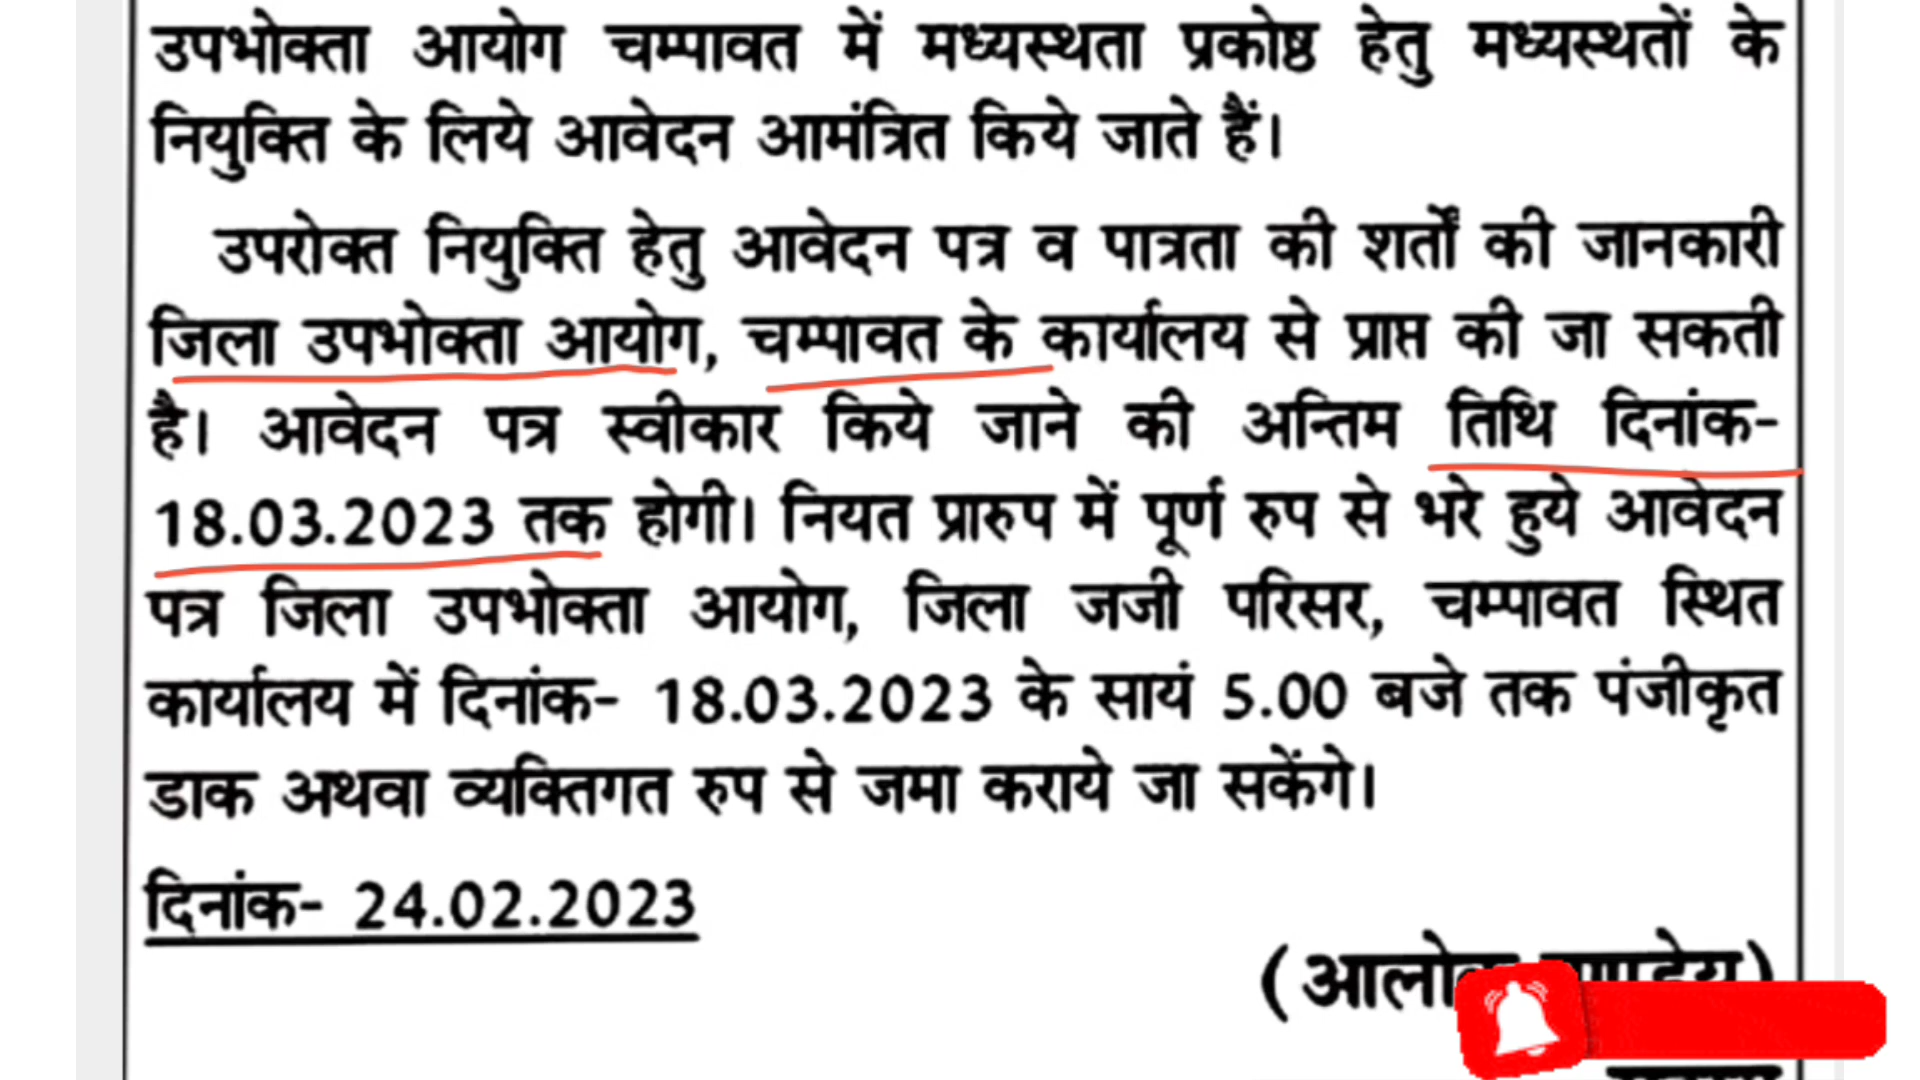 उपभोक्ता आयोग चम्पावत में मध्यस्थता प्रकोष्ठ हेतु मध्यस्थतों के
नियुक्ति के लिये आवेदन आमंत्रित किये जाते हैं।
उपरोक्त नियुक्ति हेतु आवेदन पत्र व पात्रता की शर्तों की जानकारी
जिला उपभोक्ता आयोग, चम्पावत के कार्यालय से प्राप्त की जा सकती
है। आवेदन पत्र स्वीकार किये जाने की अन्तिम तिथि दिनांक-
18.03.2023 तक होगी। नियत प्रारुप में पूर्ण रुप से भरे हुये आवेदन
पत्र जिला उपभोक्ता आयोग, जिला जजी परिसर, चम्पावत स्थित
कार्यालय में दिनांक- 18.03.2023 के सायं 5.00 बजे तक पंजीकृत
डाक अथवा व्यक्तिगत रुप से जमा कराये जा सकेंगे।
दिनांक- 24.02.2023